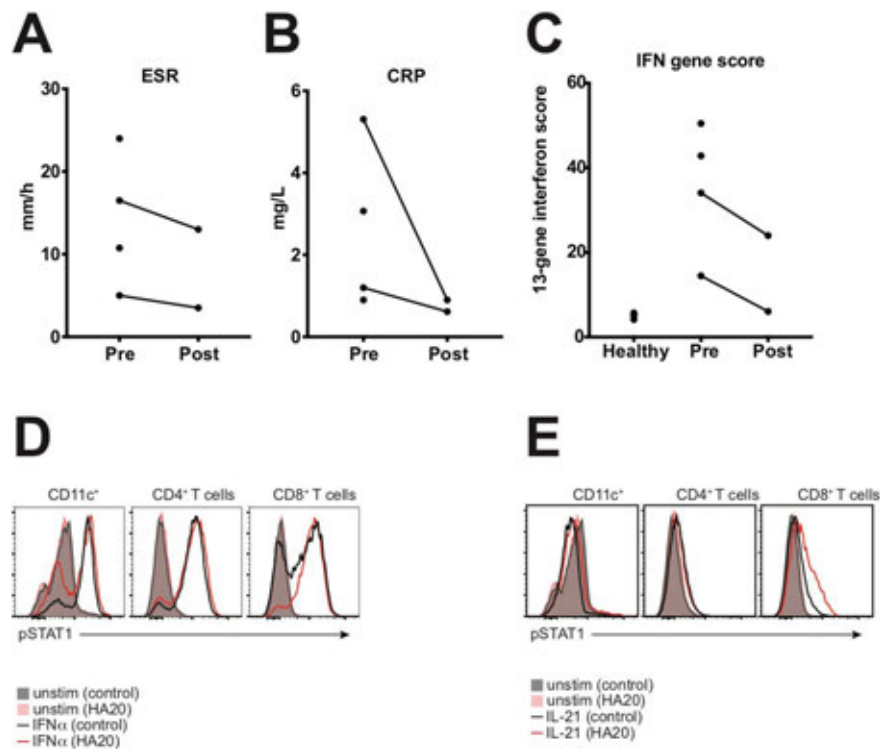 A
ESR
30
20
10
0
mm/h
Pre Post
B
CRP
6
4
2
0
mg/L
Pre Post
C
IFN gene score
60
40
20
0
13-gene interferon score
Healthy Pre Post
D
CD11c⁺ CD4⁺ T cells CD8⁺ T cells
pSTAT1
unstim (control)
unstim (HA20)
IFNα (control)
IFNα (HA20)
E
CD11c⁺ CD4⁺ T cells CD8⁺ T cells
pSTAT1
unstim (control)
unstim (HA20)
IL-21 (control)
IL-21 (HA20)